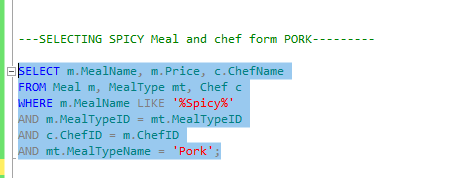 ---SELECTING SPICY Meal and chef form PORK---------
SELECT m.MealName, m.Price, c.ChefName
FROM Meal m, MealType mt, Chef c
WHERE m.MealName LIKE '%Spicy%'
AND m.MealTypeID = mt.MealTypeID
AND c.ChefID = m.ChefID
AND mt.MealTypeName = 'Pork';